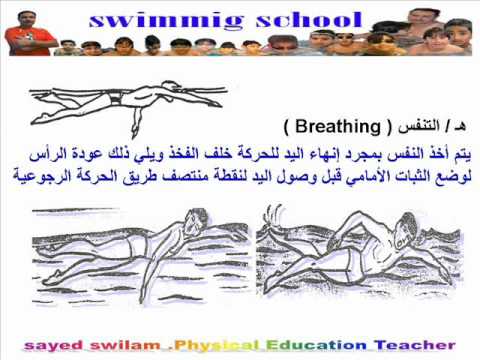 swimmig school
هـ / التنفس ( Breathing )
يتم أخذ النفس بمجرد إنهاء اليد للحركة خلف الفخذ ويلي ذلك عودة الرأس
لوضع الثبات الأمامي قبل وصول اليد لنقطة منتصف طريق الحركة الرجوعية
sayed swilam .Physical Education Teacher